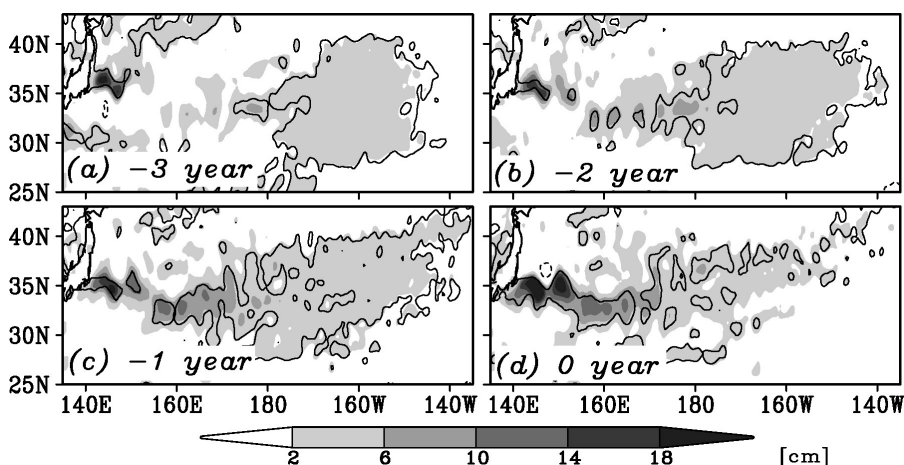 40N
35N
30N
25N
(a) −3 year
(b) −2 year
40N
35N
30N
25N
(c) −1 year
(d) 0 year
140E 160E 180 160W 140W
140E 160E 180 160W 140W
2 6 10 14 18 [cm]